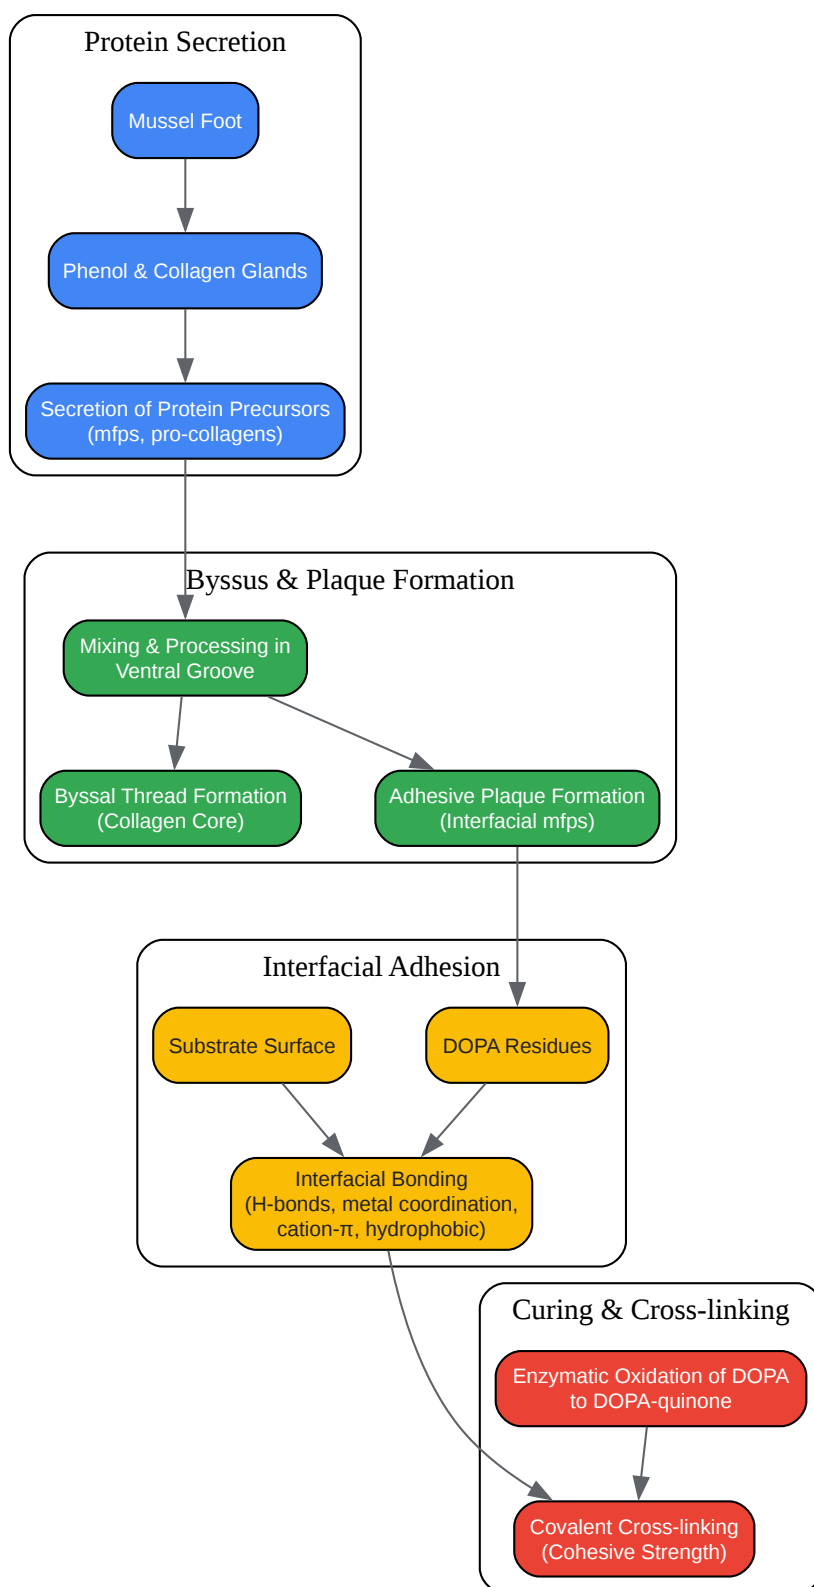 Protein Secretion
Mussel Foot
Phenol & Collagen Glands
Secretion of Protein Precursors
(mfps, pro-collagens)
Byssus & Plaque Formation
Mixing & Processing in
Ventral Groove
Byssal Thread Formation
(Collagen Core)
Adhesive Plaque Formation
(Interfacial mfps)
Interfacial Adhesion
Substrate Surface
DOPA Residues
Interfacial Bonding
(H-bonds, metal coordination,
cation-π, hydrophobic)
Curing & Cross-linking
Enzymatic Oxidation of DOPA
to DOPA-quinone
Covalent Cross-linking
(Cohesive Strength)